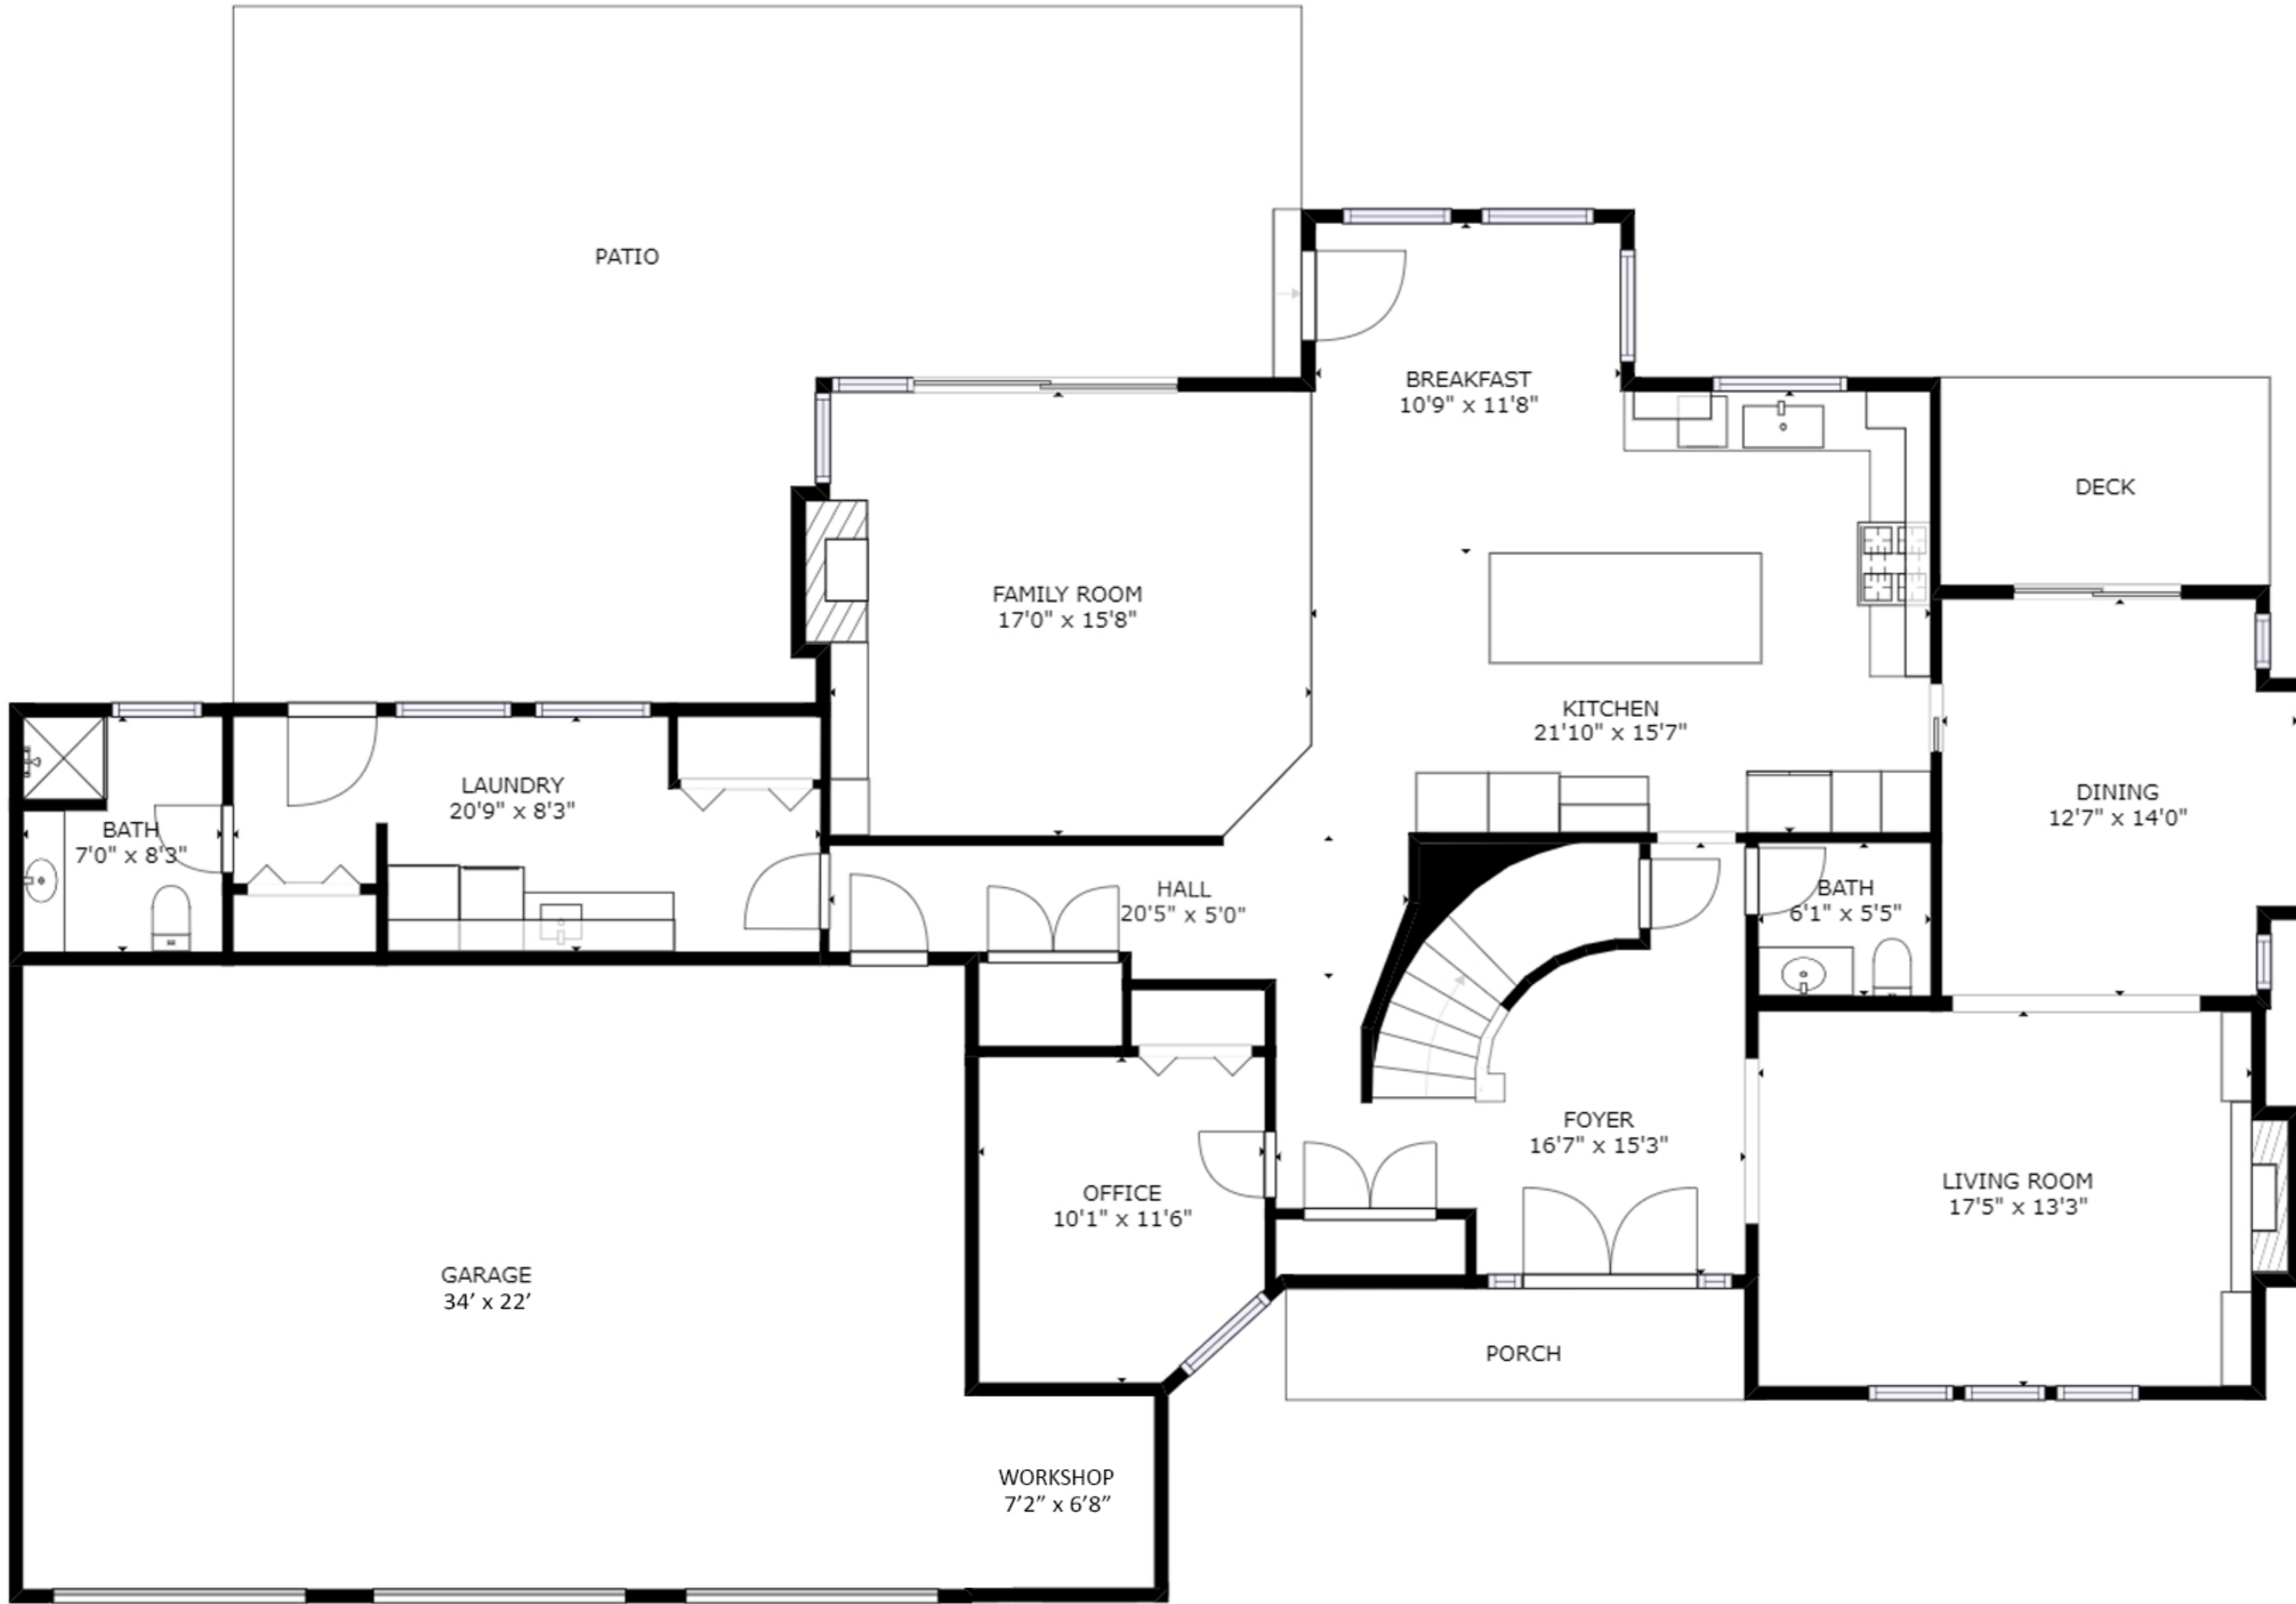 PATIO
BREAKFAST
10'9" x 11'8"
DECK
FAMILY ROOM
17'0" x 15'8"
KITCHEN
21'10" x 15'7"
LAUNDRY
20'9" x 8'3"
DINING
12'7" x 14'0"
BATH
7'0" x 8'3"
HALL
20'5" x 5'0"
BATH
6'1" x 5'5"
FOYER
16'7" x 15'3"
OFFICE
10'1" x 11'6"
LIVING ROOM
17'5" x 13'3"
GARAGE
34’ x 22’
PORCH
WORKSHOP
7’2” x 6’8”